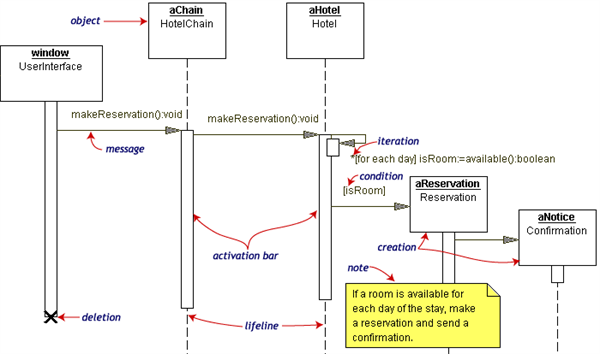 object
aChain
HotelChain
aHotel
Hotel
window
UserInterface
makeReservation():void
makeReservation():void
message
iteration
*[for each day] isRoom:=available():boolean
condition
[isRoom]
aReservation
Reservation
aNotice
Confirmation
activation bar
creation
note
If a room is available for
each day of the stay, make
a reservation and send a
confirmation.
deletion
lifeline